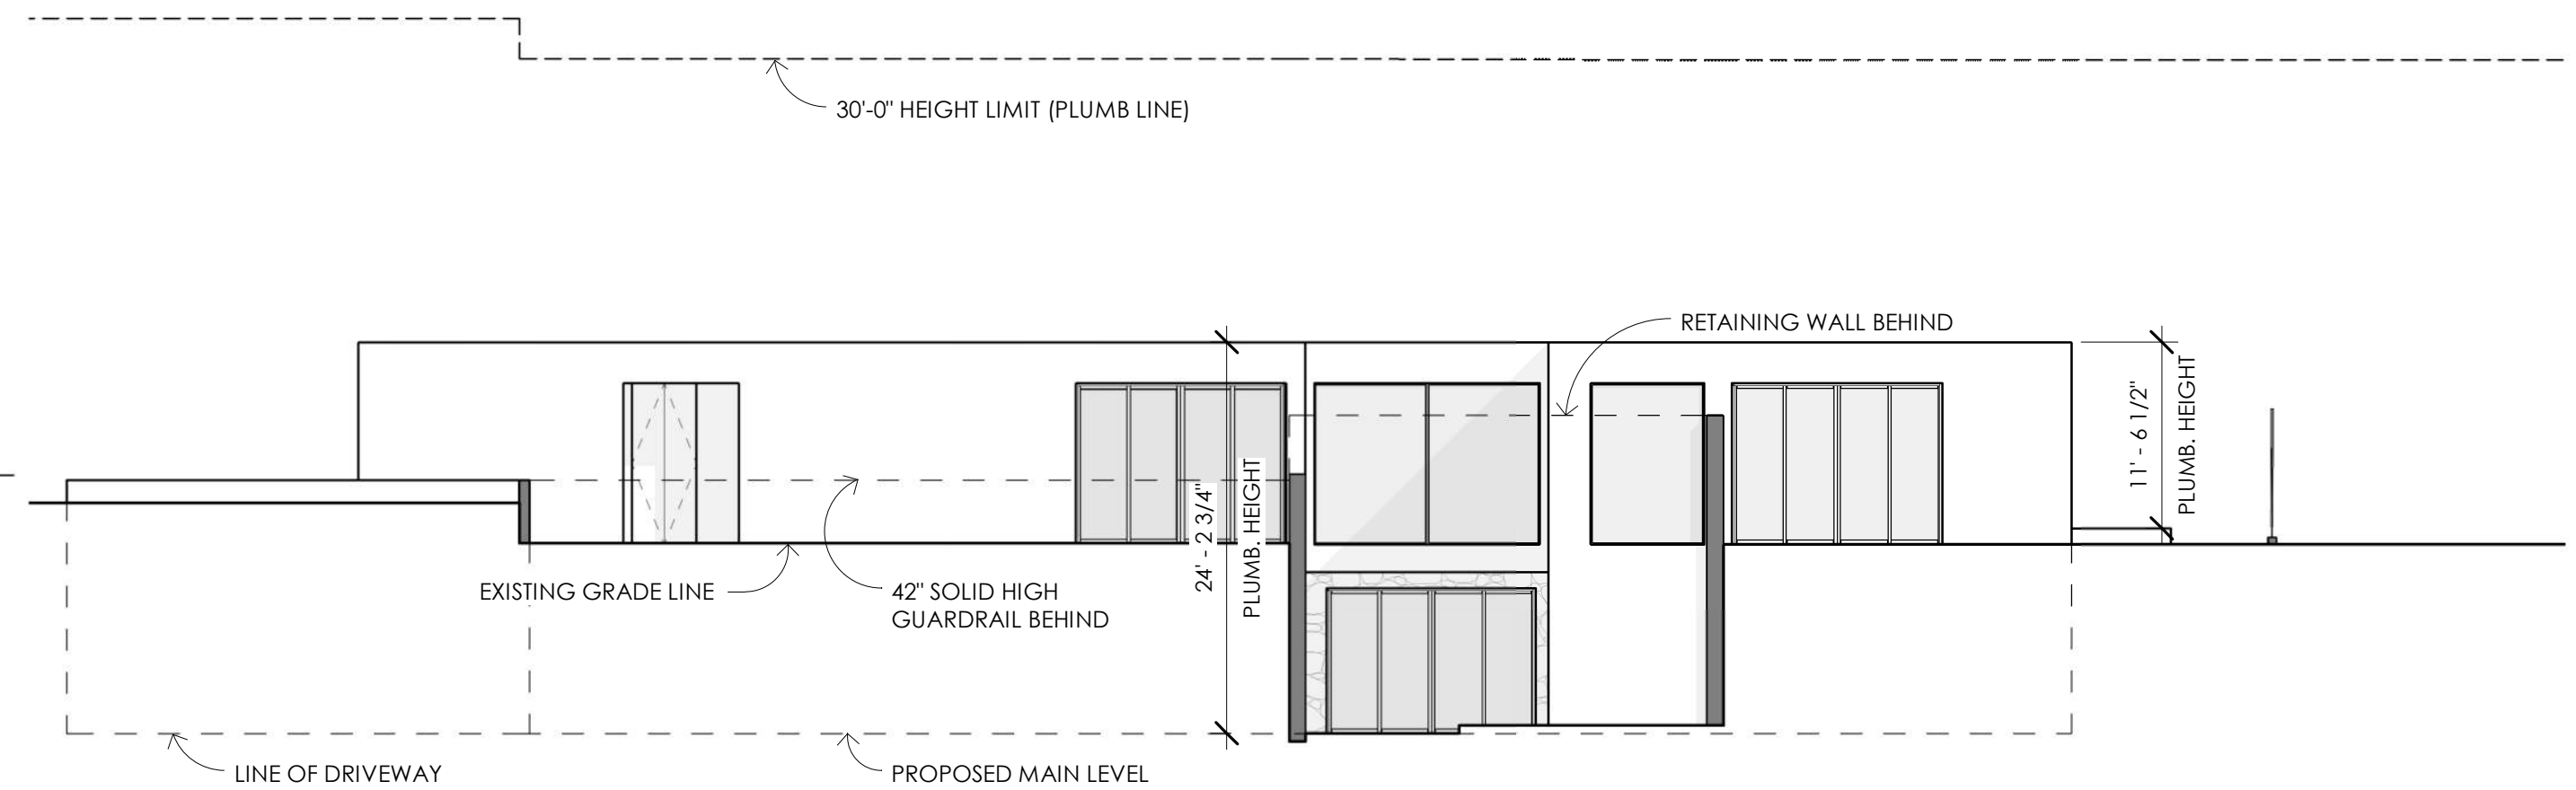 30'-0" HEIGHT LIMIT (PLUMB LINE)
RETAINING WALL BEHIND
11' - 6 1/2"
PLUMB. HEIGHT
24' - 2 3/4"
PLUMB. HEIGHT
EXISTING GRADE LINE
42" SOLID HIGH
GUARDRAIL BEHIND
LINE OF DRIVEWAY
PROPOSED MAIN LEVEL